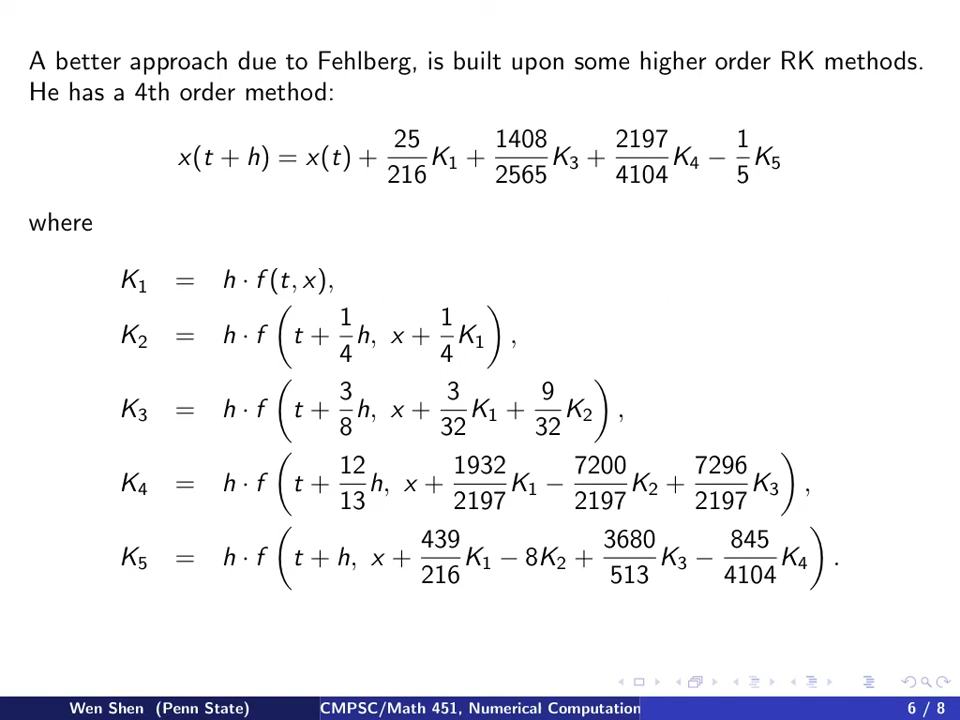 A better approach due to Fehlberg, is built upon some higher order RK methods.
He has a 4th order method:
x(t + h) = x(t) + 25/216 K₁ + 1408/2565 K₃ + 2197/4104 K₄ − 1/5 K₅
where
K₁ = h · f(t, x),
K₂ = h · f (t + 1/4 h, x + 1/4 K₁),
K₃ = h · f (t + 3/8 h, x + 3/32 K₁ + 9/32 K₂),
K₄ = h · f (t + 12/13 h, x + 1932/2197 K₁ − 7200/2197 K₂ + 7296/2197 K₃),
K₅ = h · f (t + h, x + 439/216 K₁ − 8K₂ + 3680/513 K₃ − 845/4104 K₄).
Wen Shen (Penn State) CMPSC/Math 451, Numerical Computation 6 / 8